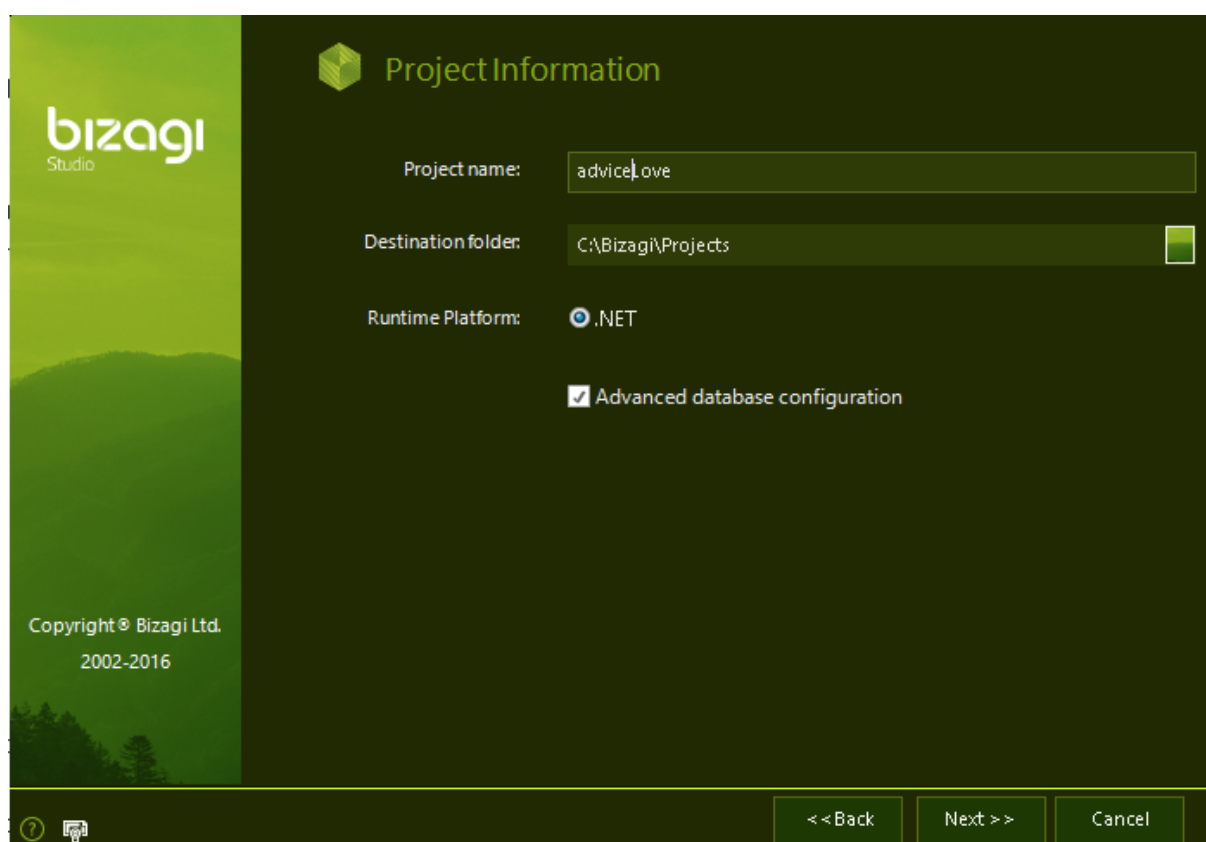 bizagi
Studio
Project Information
Project name: adviceLove
Destination folder: C:\Bizagi\Projects
Runtime Platform: .NET
Advanced database configuration
Copyright® Bizagi Ltd.
2002-2016
? <<Back Next >> Cancel